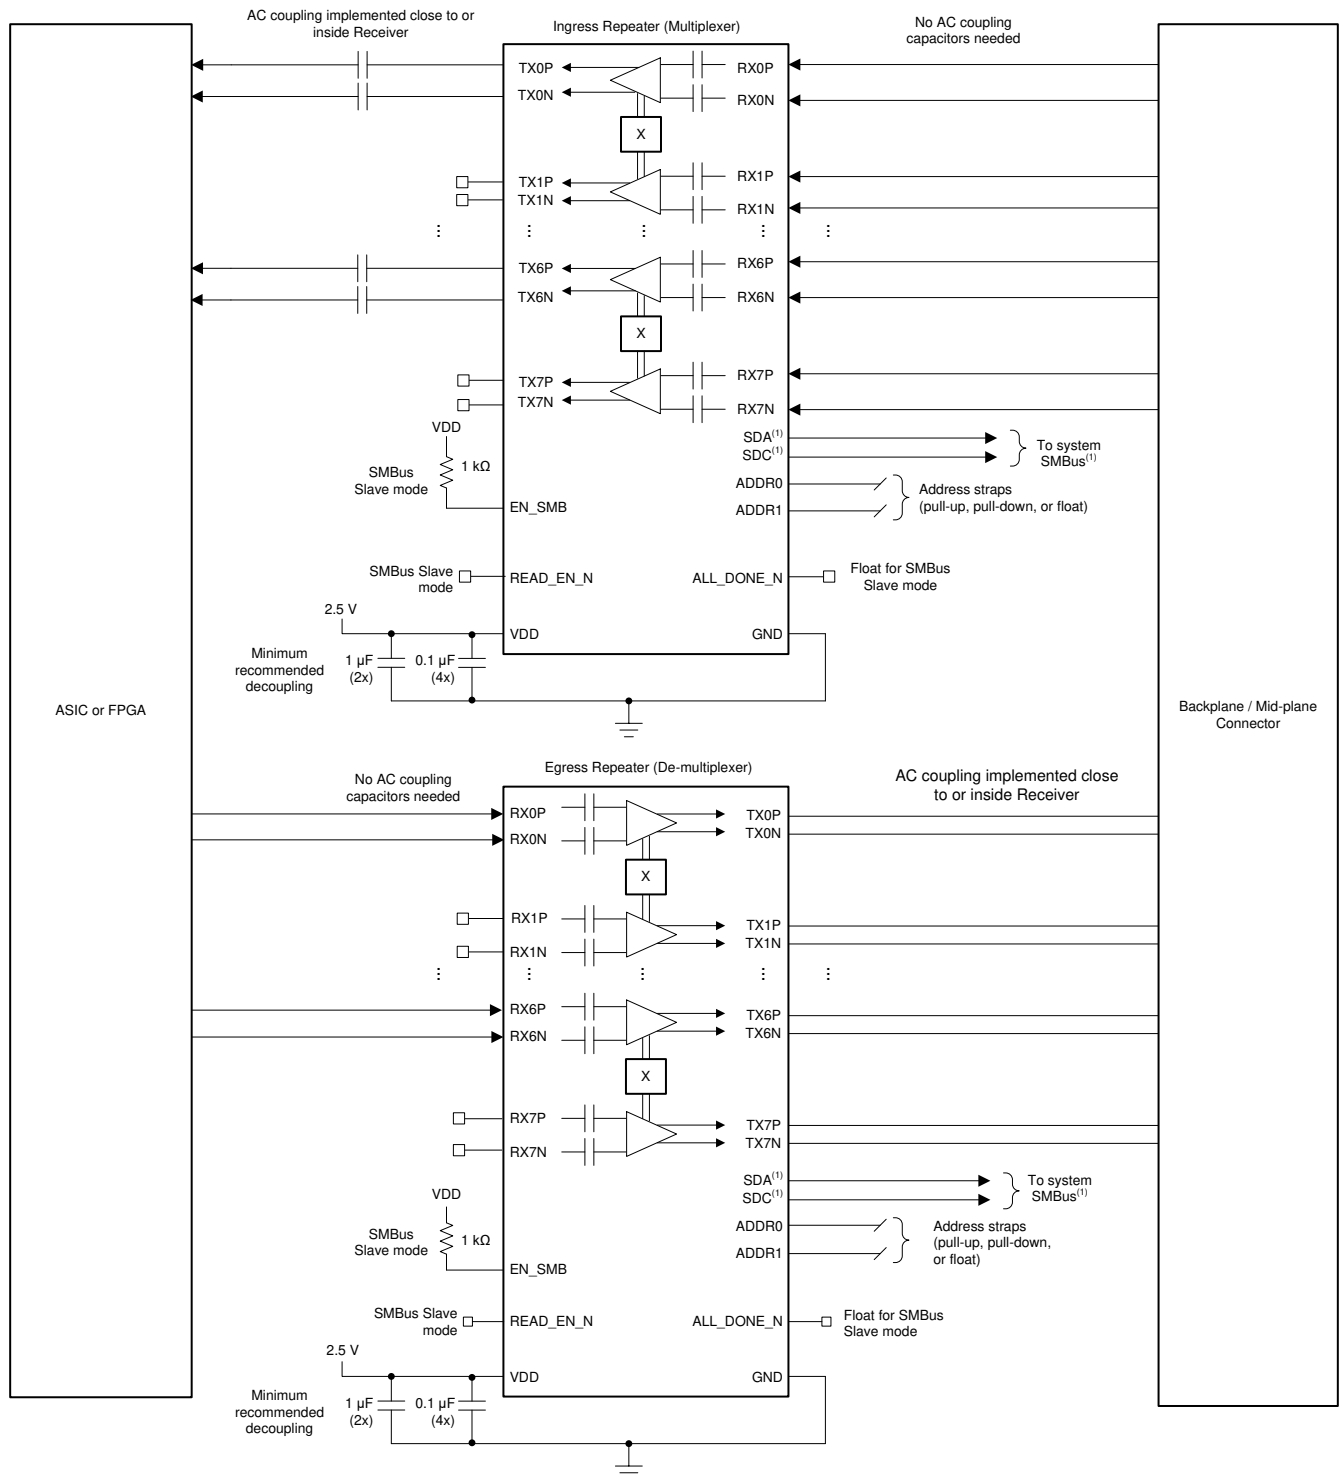 AC coupling implemented close to or
inside Receiver
Ingress Repeater (Multiplexer)
No AC coupling
capacitors needed
TX0P
RX0P
TX0N
RX0N
X
TX1P
RX1P
TX1N
RX1N
TX6P
RX6P
TX6N
RX6N
X
TX7P
RX7P
TX7N
RX7N
VDD
1 kΩ
SMBus
Slave mode
EN_SMB
SDA(1)
SDC(1)
To system
SMBus(1)
ADDR0
ADDR1
Address straps
(pull-up, pull-down, or float)
SMBus Slave
mode
READ_EN_N
ALL_DONE_N
Float for SMBus
Slave mode
2.5 V
VDD
GND
Minimum
recommended
decoupling
1 µF
(2x)
0.1 µF
(4x)
ASIC or FPGA
Backplane / Mid-plane
Connector
Egress Repeater (De-multiplexer)
No AC coupling
capacitors needed
AC coupling implemented close
to or inside Receiver
RX0P
TX0P
RX0N
TX0N
X
RX1P
TX1P
RX1N
TX1N
RX6P
TX6P
RX6N
TX6N
X
RX7P
TX7P
RX7N
TX7N
VDD
1 kΩ
SMBus
Slave mode
EN_SMB
SDA(1)
SDC(1)
To system
SMBus(1)
ADDR0
ADDR1
Address straps
(pull-up, pull-down,
or float)
SMBus Slave
mode
READ_EN_N
ALL_DONE_N
Float for SMBus
Slave mode
2.5 V
VDD
GND
Minimum
recommended
decoupling
1 µF
(2x)
0.1 µF
(4x)